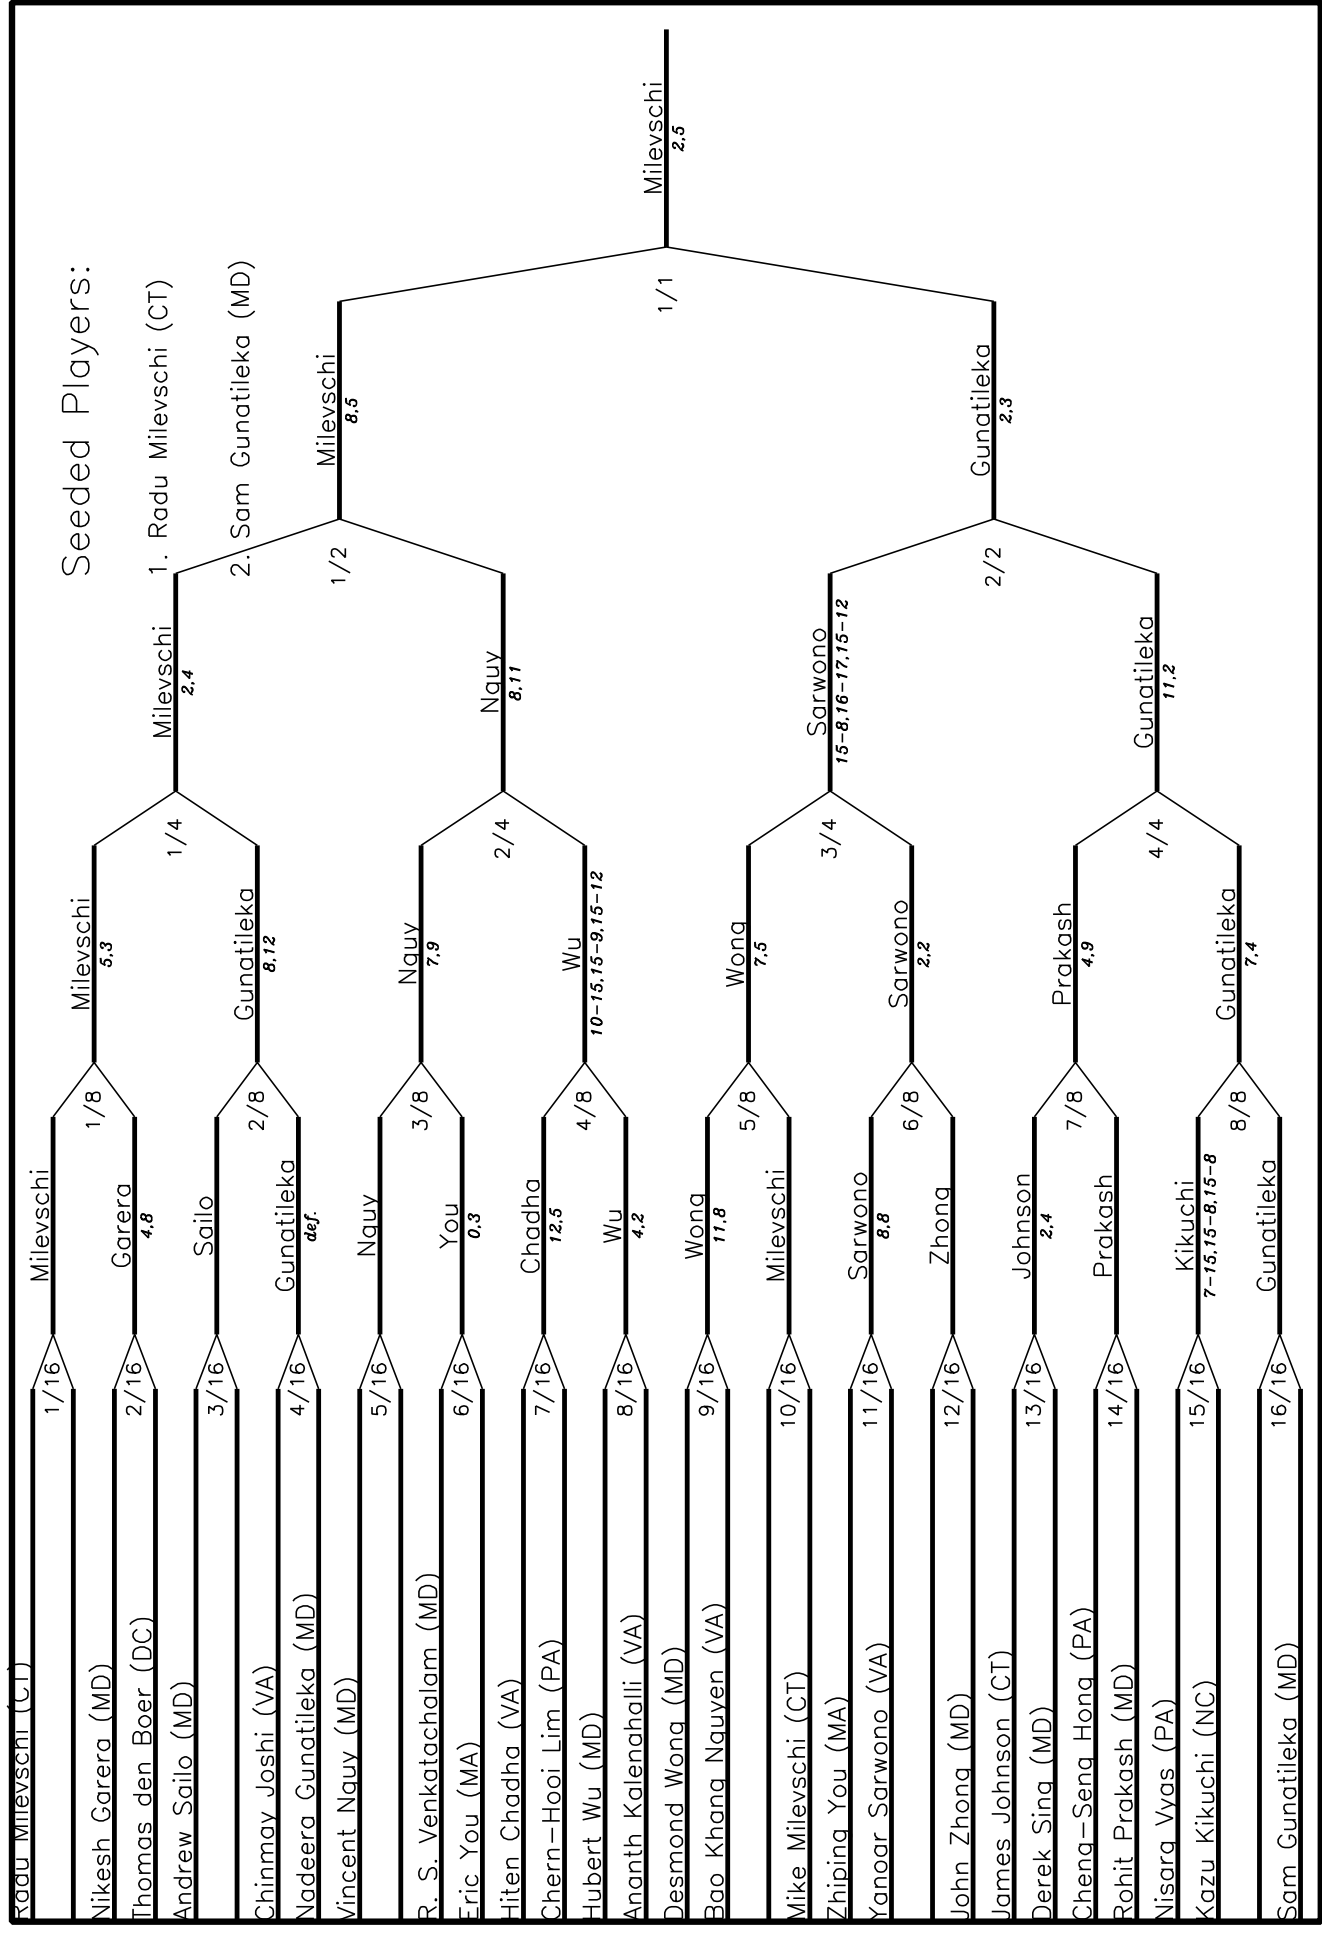 Seeded Players:
1. Radu Milevschi (CT)
2. Sam Gunatileka (MD)
Radu Milevschi (CT)
Nikesh Garera (MD)
Thomas den Boer (DC)
Andrew Sailo (MD)
Chinmay Joshi (VA)
Nadeera Gunatileka (MD)
Vincent Nguy (MD)
R. S. Venkatachalam (MD)
Eric You (MA)
Hiten Chadha (VA)
Chern-Hooi Lim (PA)
Hubert Wu (MD)
Ananth Kalenahalli (VA)
Desmond Wong (MD)
Bao Khang Nguyen (VA)
Mike Milevschi (CT)
Zhiping You (MA)
Yanoar Sarwono (VA)
John Zhong (MD)
James Johnson (CT)
Derek Sing (MD)
Cheng-Seng Hong (PA)
Rohit Prakash (MD)
Nisarg Vyas (PA)
Kazu Kikuchi (NC)
Sam Gunatileka (MD)
1/16
2/16
3/16
4/16
5/16
6/16
7/16
8/16
9/16
10/16
11/16
12/16
13/16
14/16
15/16
16/16
Milevschi
Garera
4,8
Sailo
Gunatileka
def.
Nguy
You
0,3
Chadha
12,5
Wu
4,2
Wong
11,8
Milevschi
Sarwono
8,8
Zhong
Johnson
2,4
Prakash
Kikuchi
7-15,15-8,15-8
Gunatileka
1/8
2/8
3/8
4/8
5/8
6/8
7/8
8/8
Milevschi
5,3
Gunatileka
8,12
Nguy
7,9
Wu
10-15,15-9,15-12
Wong
7,5
Sarwono
2,2
Prakash
4,9
Gunatileka
7,4
1/4
2/4
3/4
4/4
Milevschi
2,4
Nguy
8,11
Sarwono
15-8,16-17,15-12
Gunatileka
11,2
1/2
2/2
Milevschi
8,5
Gunatileka
2,3
1/1
Milevschi
2,5